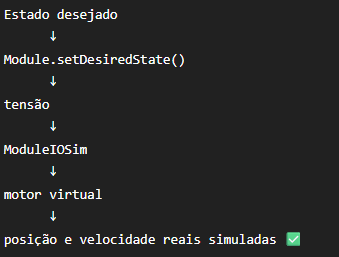 Estado desejado
↓
Module.setDesiredState()
↓
tensão
↓
ModuleIOSim
↓
motor virtual
↓
posição e velocidade reais simuladas ✅